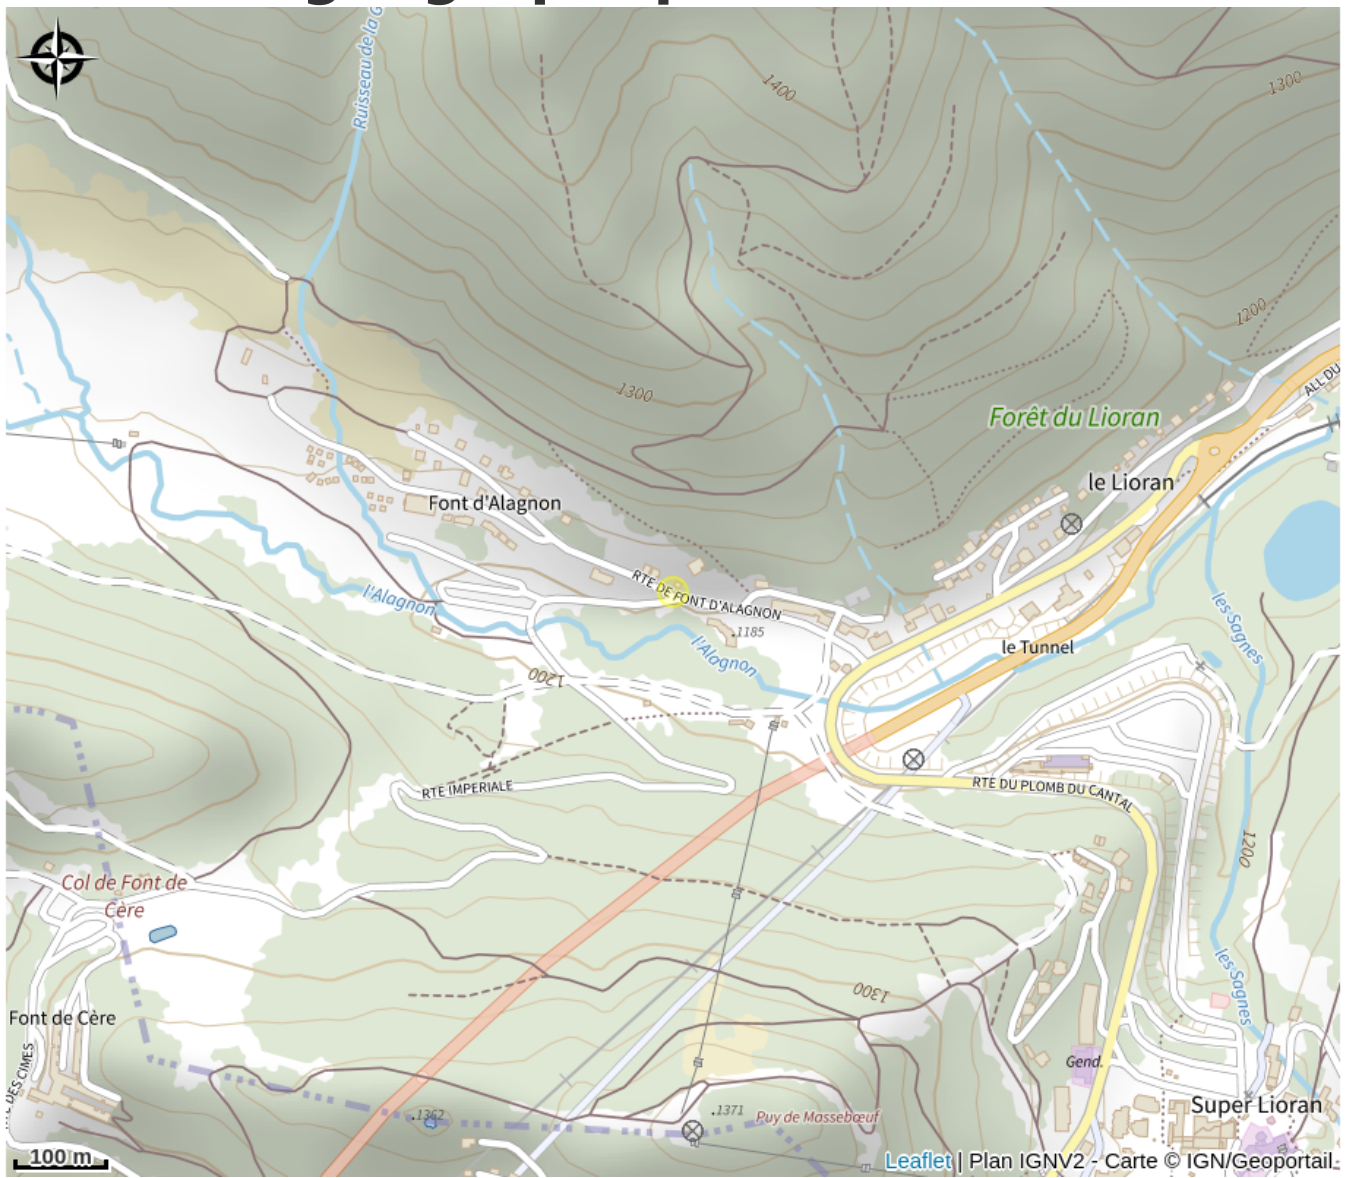 Ruisseau de la G
1400
1300
1200
1300
Forêt du Lioran
ALL DU
le Lioran
Font d'Alagnon
l'Alagnon
RTE DE FONT D'ALAGNON
.1185
l'Alagnon
les Sagnes
le Tunnel
1200
RTE IMPERIALE
RTE DU PLOMB DU CANTAL
1200
Col de Font de
Cère
1300
les Sagnes
Font de Cère
DES CIMES
Gend.
.1362
.1371
Puy de Massebœuf
Super Lioran
100 m
Leaflet | Plan IGNV2 - Carte © IGN/Geoportail